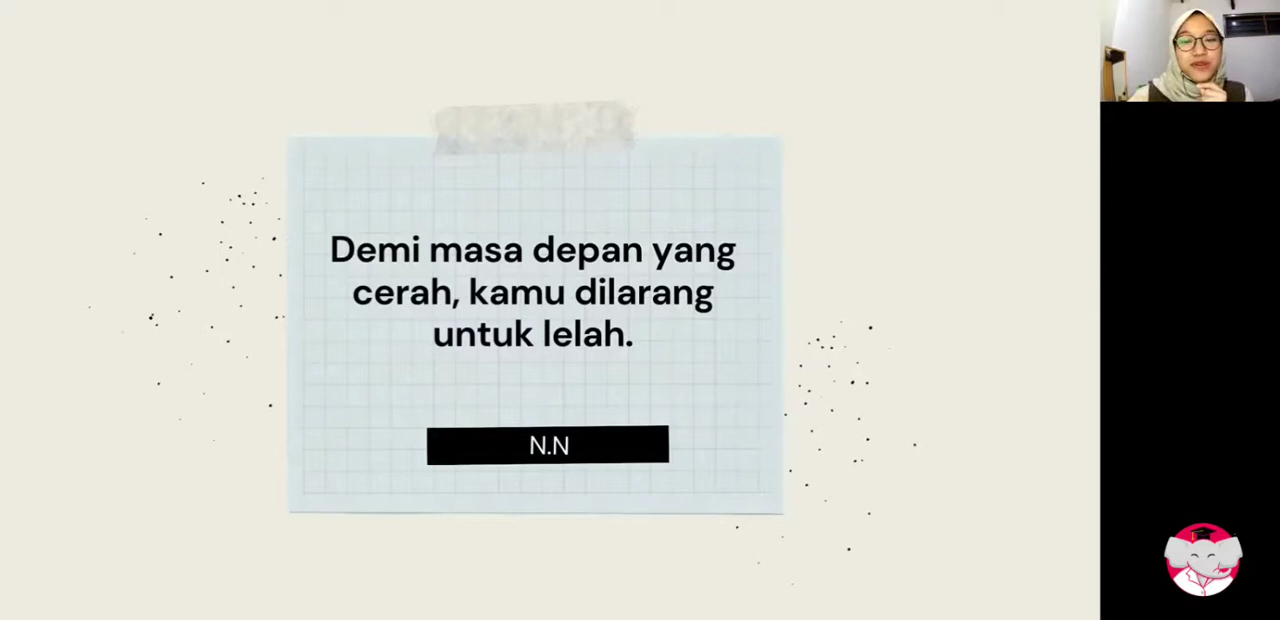 Demi masa depan yang
cerah, kamu dilarang
untuk lelah.
N.N